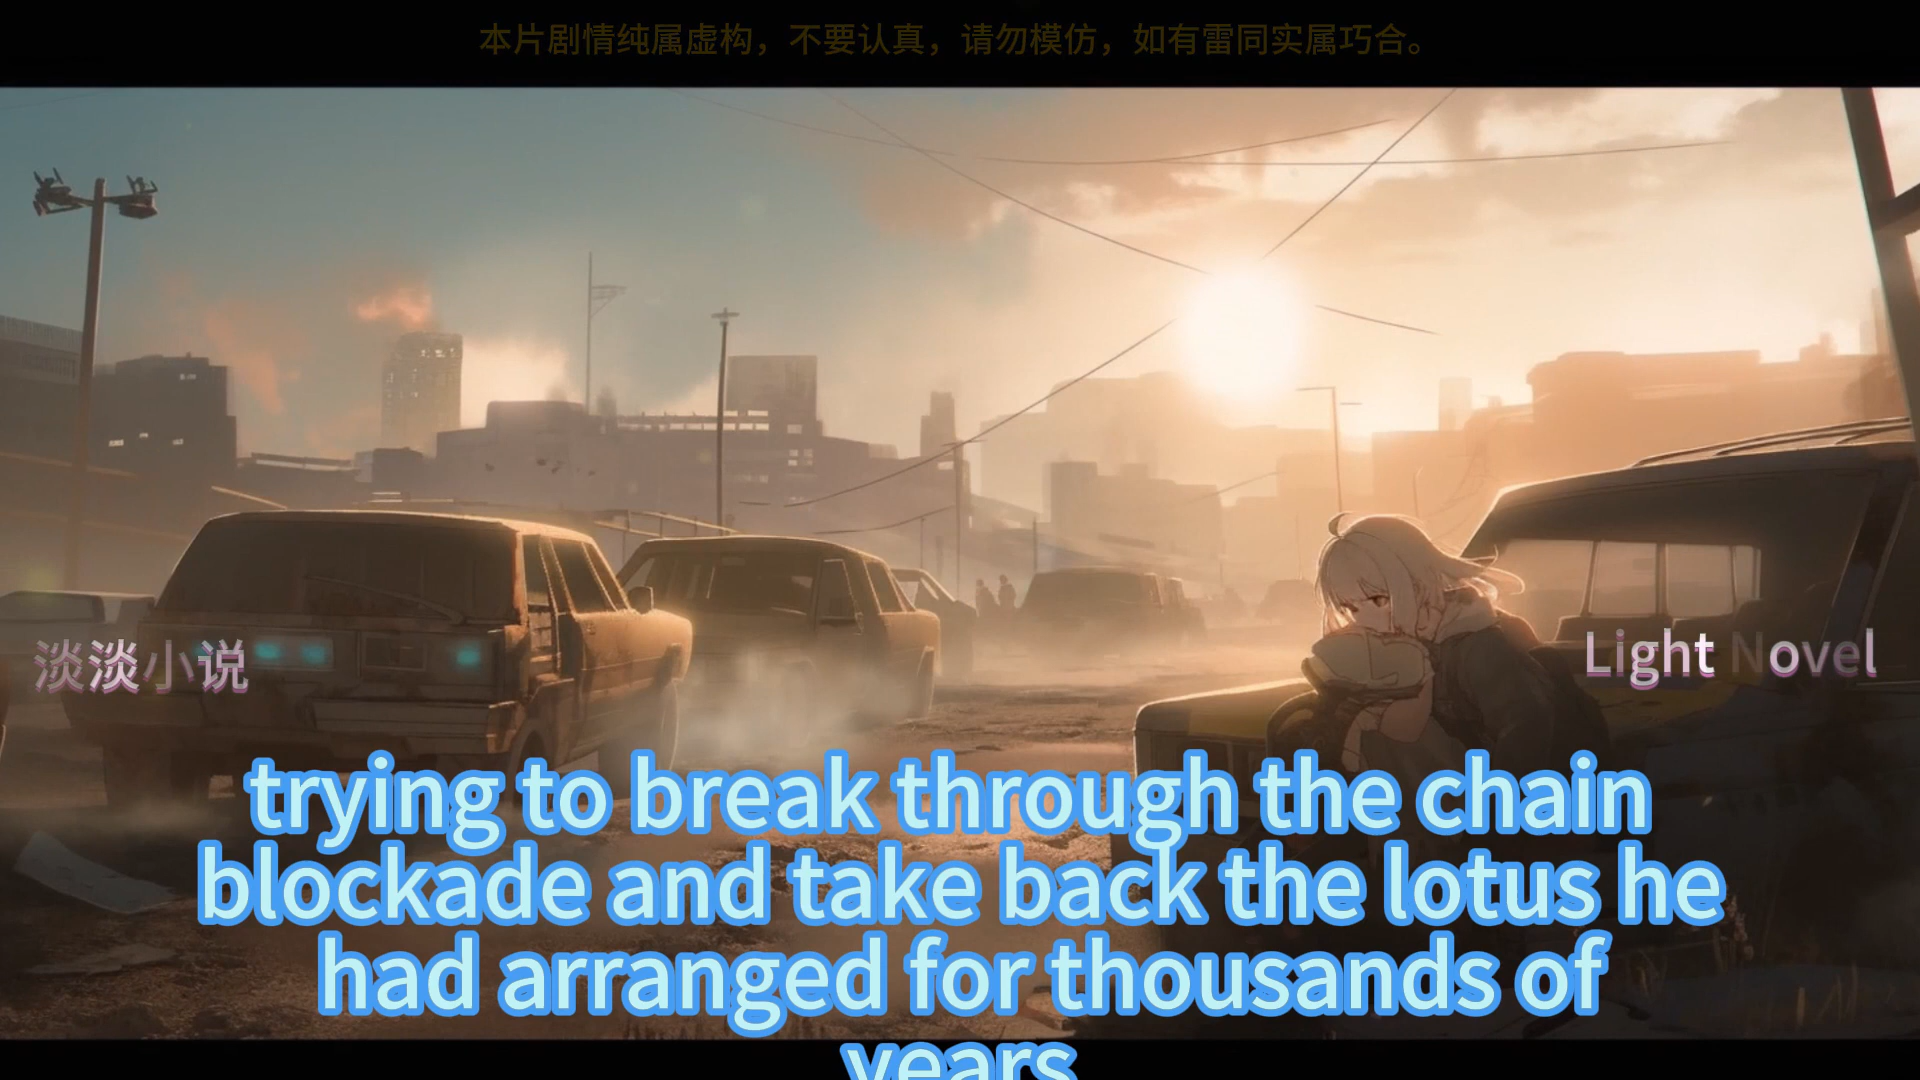 本片剧情纯属虚构，不要认真，请勿模仿，如有雷同实属巧合。
淡淡小说
Light Novel
trying to break through the chain
blockade and take back the lotus he
had arranged for thousands of
years